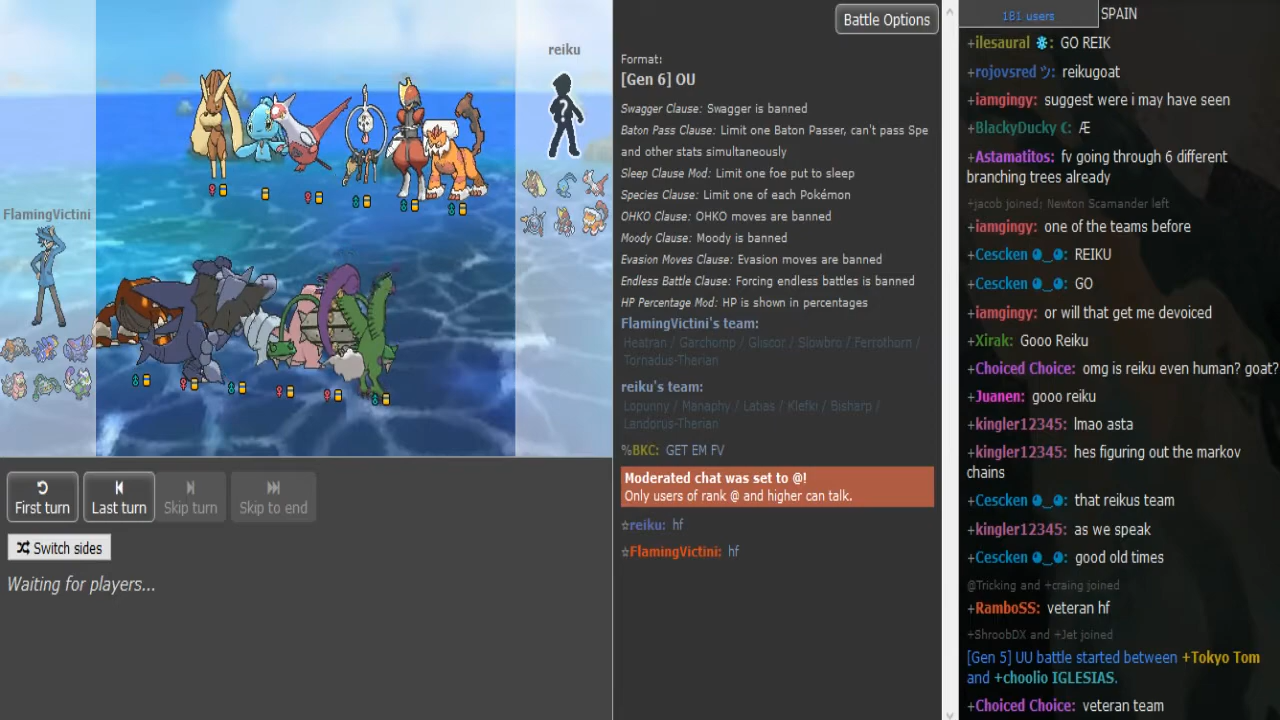 reiku
FlamingVictini
First turn
Last turn
Skip turn
Skip to end
Switch sides
Waiting for players...
Battle Options
Format:
[Gen 6] OU
Swagger Clause: Swagger is banned
Baton Pass Clause: Limit one Baton Passer, can't pass Spe
and other stats simultaneously
Sleep Clause Mod: Limit one foe put to sleep
Species Clause: Limit one of each Pokémon
OHKO Clause: OHKO moves are banned
Moody Clause: Moody is banned
Evasion Moves Clause: Evasion moves are banned
Endless Battle Clause: Forcing endless battles is banned
HP Percentage Mod: HP is shown in percentages
FlamingVictini's team:
Heatran / Garchomp / Gliscor / Slowbro / Ferrothorn /
Tornadus-Therian
reiku's team:
Lopunny / Manaphy / Latias / Klefki / Bisharp /
Landorus-Therian
%BKC: GET EM FV
Moderated chat was set to @!
Only users of rank @ and higher can talk.
☆reiku: hf
☆FlamingVictini: hf
181 users
SPAIN
+ilesaural ❄: GO REIK
+rojovsred ツ: reikugoat
+iamgingy: suggest were i may have seen
+BlackyDucky ☾: Æ
+Astamatitos: fv going through 6 different
branching trees already
+jacob joined; Newton Scamander left
+iamgingy: one of the teams before
+Cescken ◕‿◕: REIKU
+Cescken ◕‿◕: GO
+iamgingy: or will that get me devoiced
+Xirak: Gooo Reiku
+Choiced Choice: omg is reiku even human? goat?
+Juanen: gooo reiku
+kingler12345: lmao asta
+kingler12345: hes figuring out the markov
chains
+Cescken ◕‿◕: that reikus team
+kingler12345: as we speak
+Cescken ◕‿◕: good old times
@Tricking and +craing joined
+RamboSS: veteran hf
+ShroobDX and +Jet joined
[Gen 5] UU battle started between +Tokyo Tom
and +choolio IGLESIAS.
+Choiced Choice: veteran team